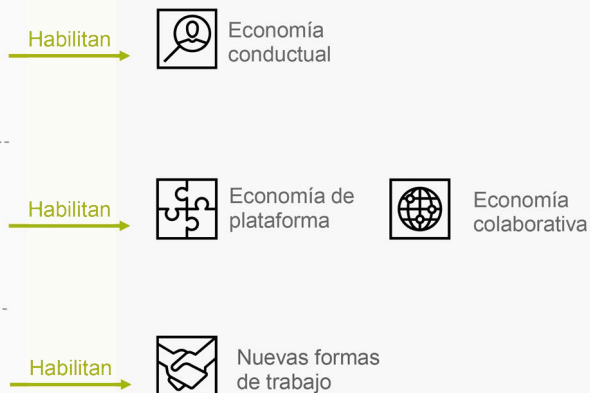 Habilitan
Economía
conductual
Habilitan
Economía de
plataforma
Economía
colaborativa
Habilitan
Nuevas formas
de trabajo